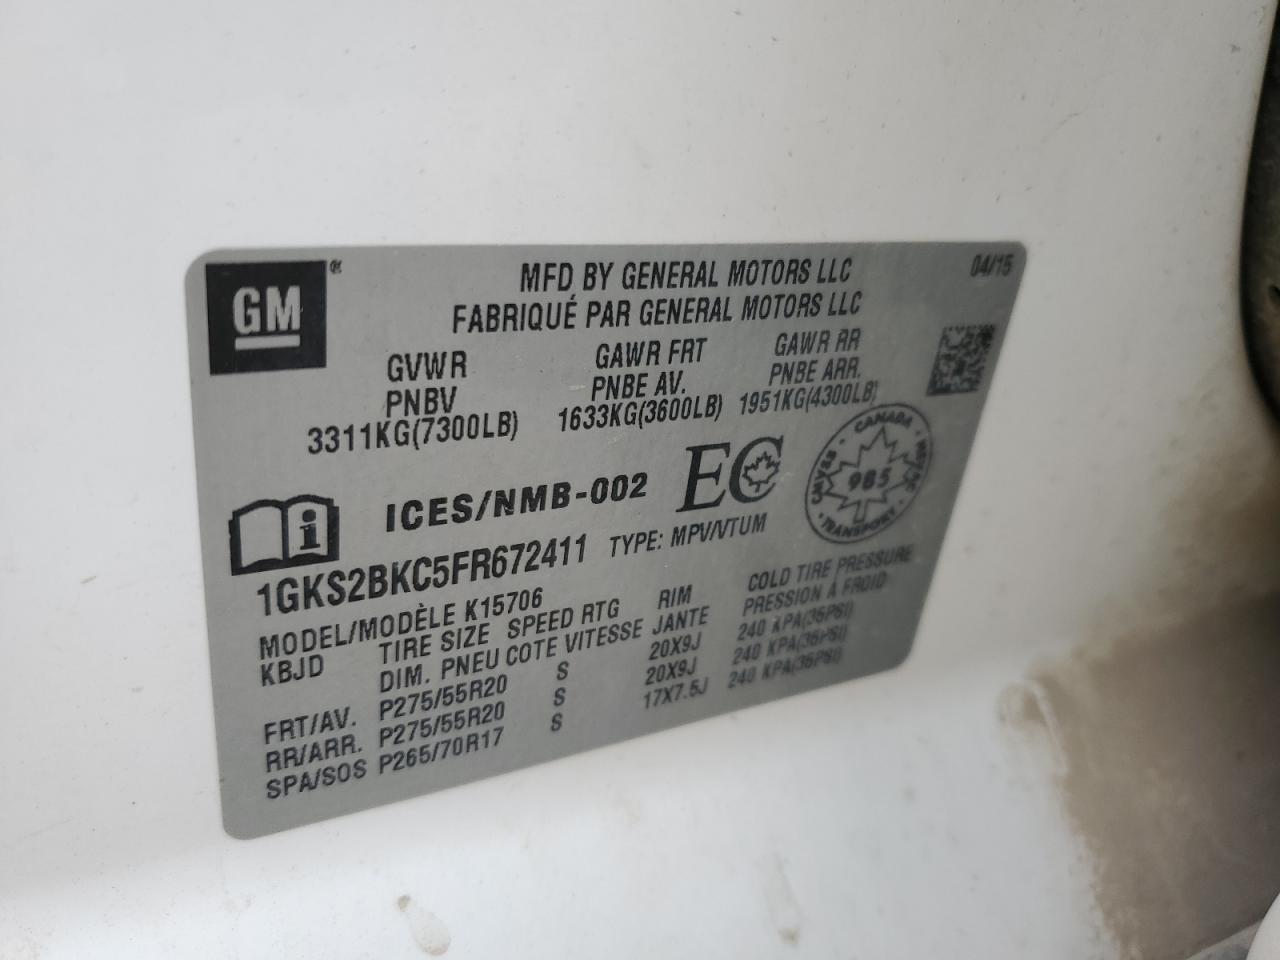 GM®
MFD BY GENERAL MOTORS LLC
04/15
FABRIQUÉ PAR GENERAL MOTORS LLC
GVWR GAWR FRT GAWR RR
PNBV PNBE AV. PNBE ARR.
3311KG(7300LB) 1633KG(3600LB) 1951KG(4300LB)
ICES/NMB-002 EC
CANADA
985
TRANSPORT
1GKS2BKC5FR672411 TYPE: MPV/VTUM
MODEL/MODÈLE K15706
KBJD TIRE SIZE SPEED RTG RIM COLD TIRE PRESSURE
DIM. PNEU COTE VITESSE JANTE PRESSION À FROID
FRT/AV. P275/55R20 S 20X9J 240 KPA(35PSI)
RR/ARR. P275/55R20 S 20X9J 240 KPA(35PSI)
SPA/SOS P265/70R17 S 17X7.5J 240 KPA(35PSI)